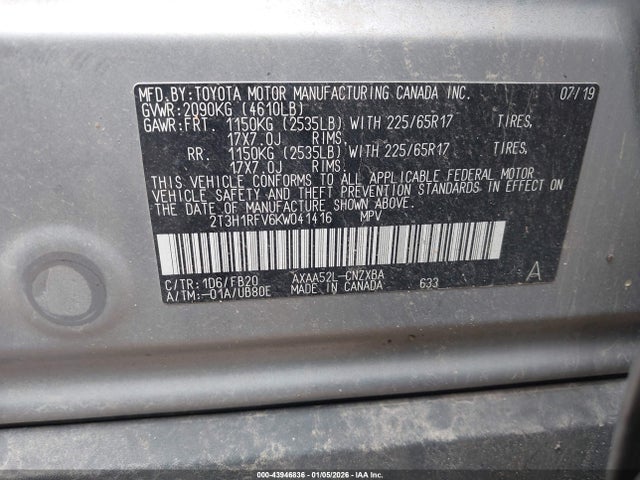 MFD.BY:TOYOTA MOTOR MANUFACTURING CANADA INC. 07/19
GVWR:2090KG (4610LB)
GAWR:FRT. 1150KG (2535LB) WITH 225/65R17 TIRES,
17X7.0J RIMS,
RR. 1150KG (2535LB) WITH 225/65R17 TIRES,
17X7.0J RIMS,
THIS VEHICLE CONFORMS TO ALL APPLICABLE FEDERAL MOTOR
VEHICLE SAFETY AND THEFT PREVENTION STANDARDS IN EFFECT ON
THE DATE OF MANUFACTURE SHOWN ABOVE.
2T3H1RFV6KW041416 MPV
C/TR:1D6/FB20 AXAA52L-CNZXBA
A/TM:-01A/UB80E MADE IN CANADA 633 A
000-43946836 - 01/05/2026 - IAA Inc.